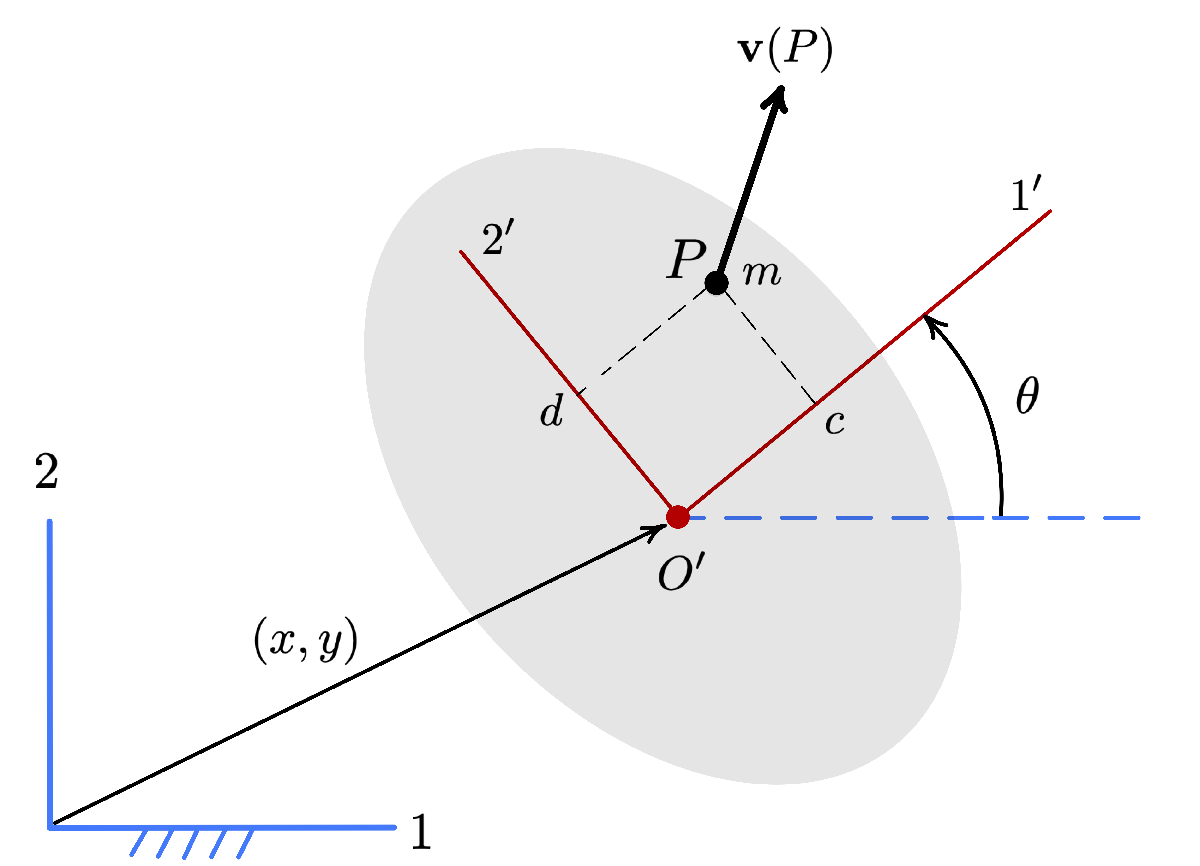 v(P)
1′
2′
P
m
θ
d
c
2
O′
(x, y)
1